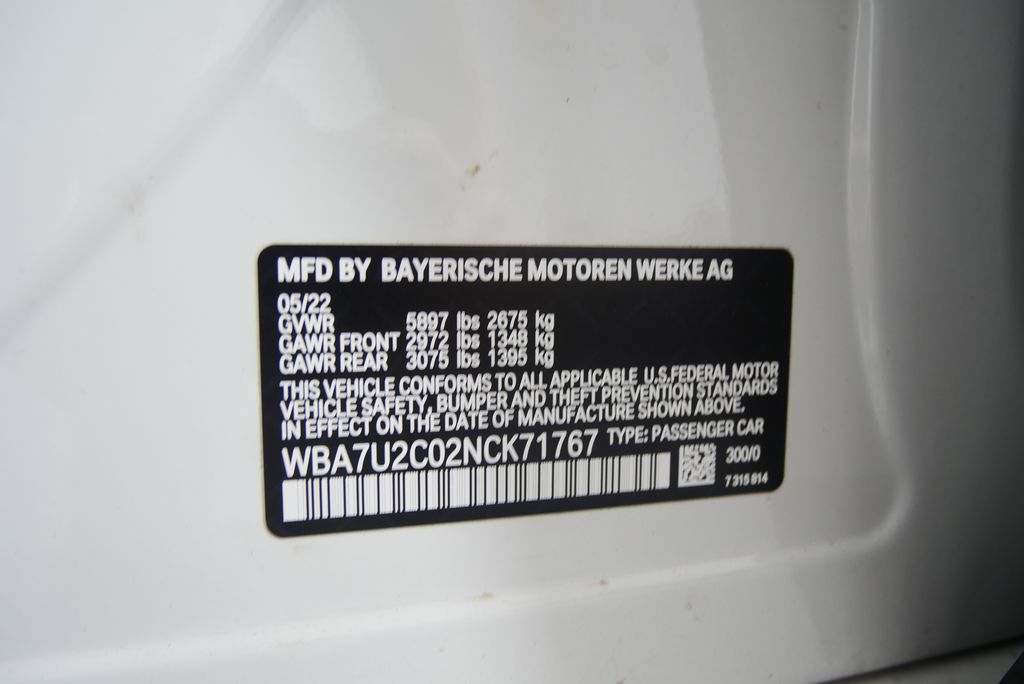 MFD BY BAYERISCHE MOTOREN WERKE AG
05/22
GVWR 5897 lbs 2675 kg
GAWR FRONT 2972 lbs 1348 kg
GAWR REAR 3075 lbs 1395 kg
THIS VEHICLE CONFORMS TO ALL APPLICABLE U.S.FEDERAL MOTOR
VEHICLE SAFETY, BUMPER AND THEFT PREVENTION STANDARDS
IN EFFECT ON THE DATE OF MANUFACTURE SHOWN ABOVE.
WBA7U2C02NCK71767 TYPE: PASSENGER CAR
300/0
7315814